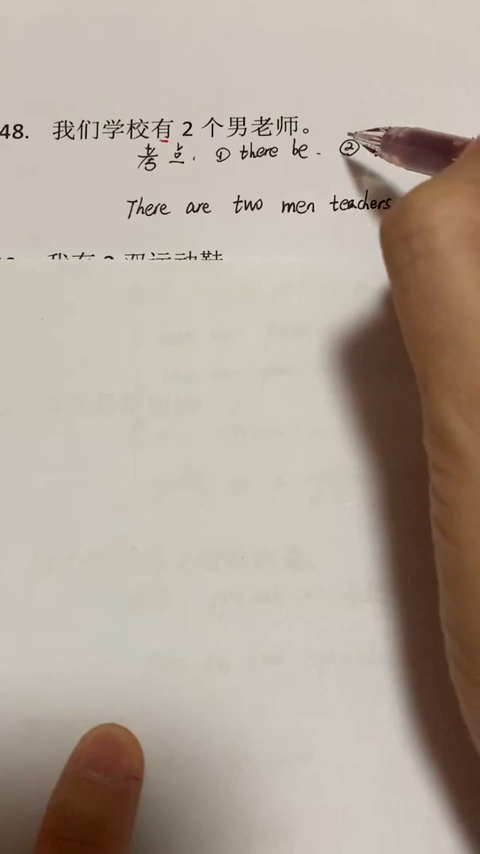 48. 我们学校有 2 个男老师。
考点. ① there be. ②
There are two men teachers